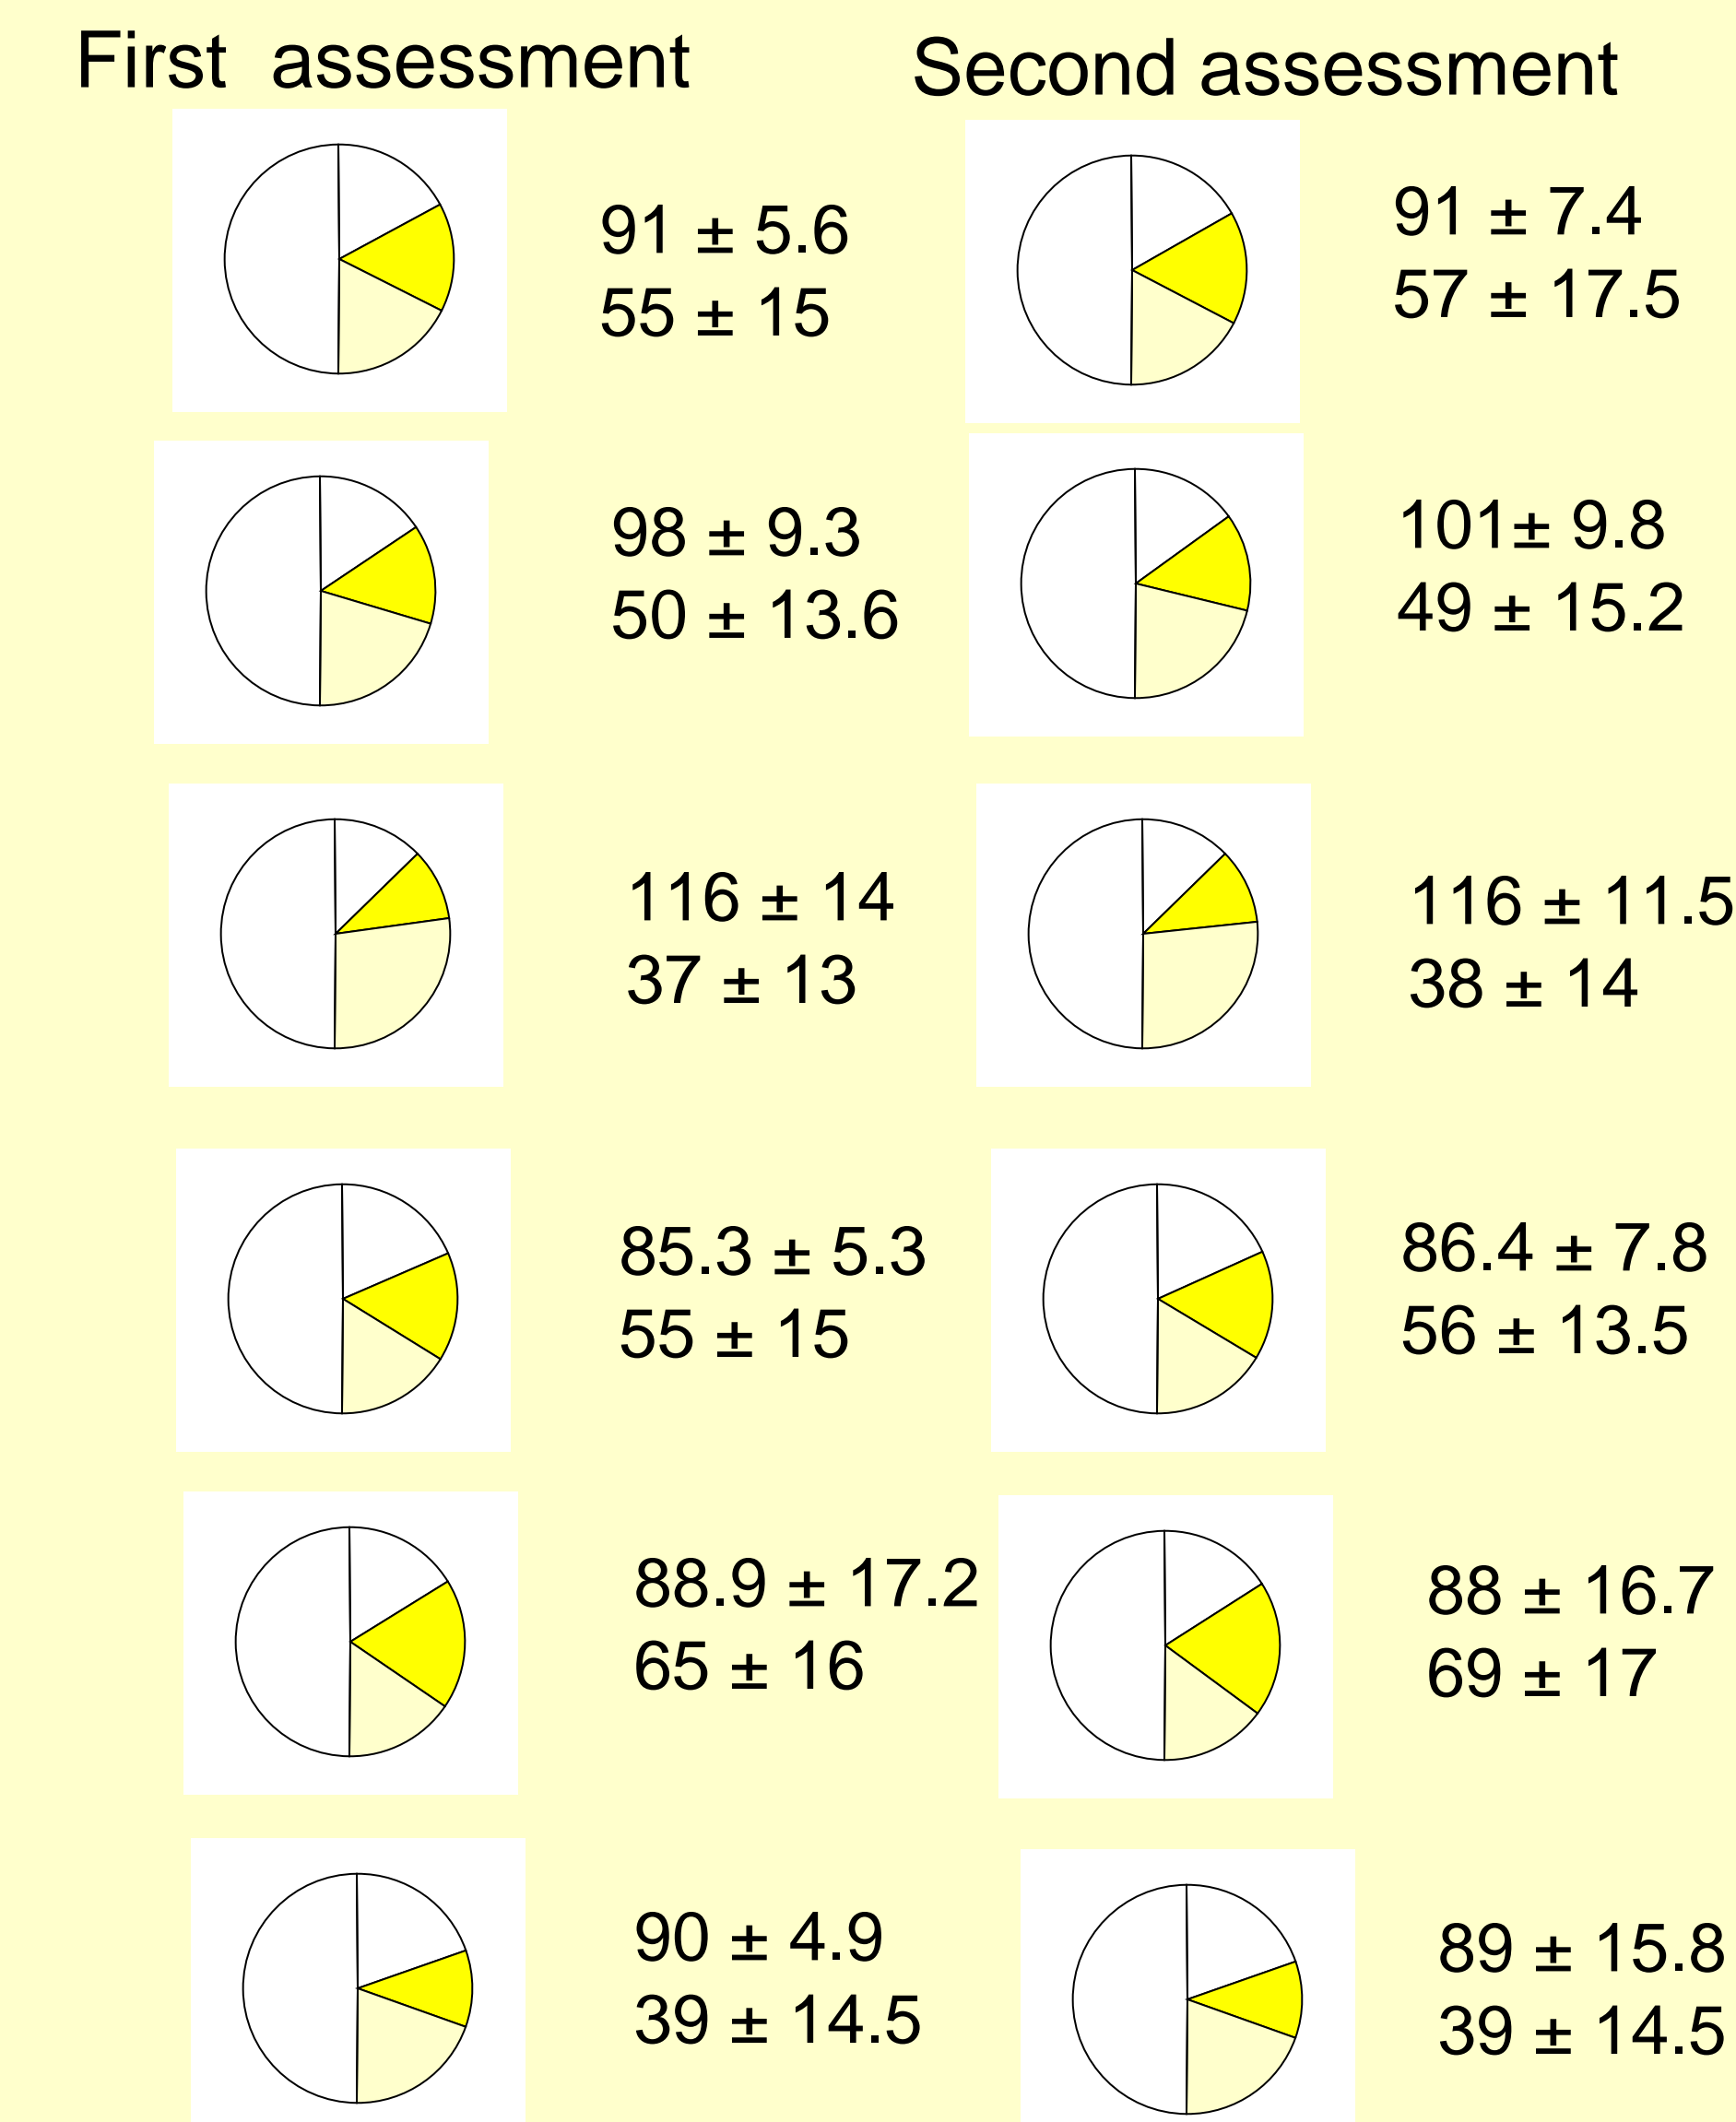 First assessment
Second assessment
91 ± 5.6
55 ± 15
91 ± 7.4
57 ± 17.5
98 ± 9.3
50 ± 13.6
101± 9.8
49 ± 15.2
116 ± 14
37 ± 13
116 ± 11.5
38 ± 14
85.3 ± 5.3
55 ± 15
86.4 ± 7.8
56 ± 13.5
88.9 ± 17.2
65 ± 16
88 ± 16.7
69 ± 17
90 ± 4.9
39 ± 14.5
89 ± 15.8
39 ± 14.5